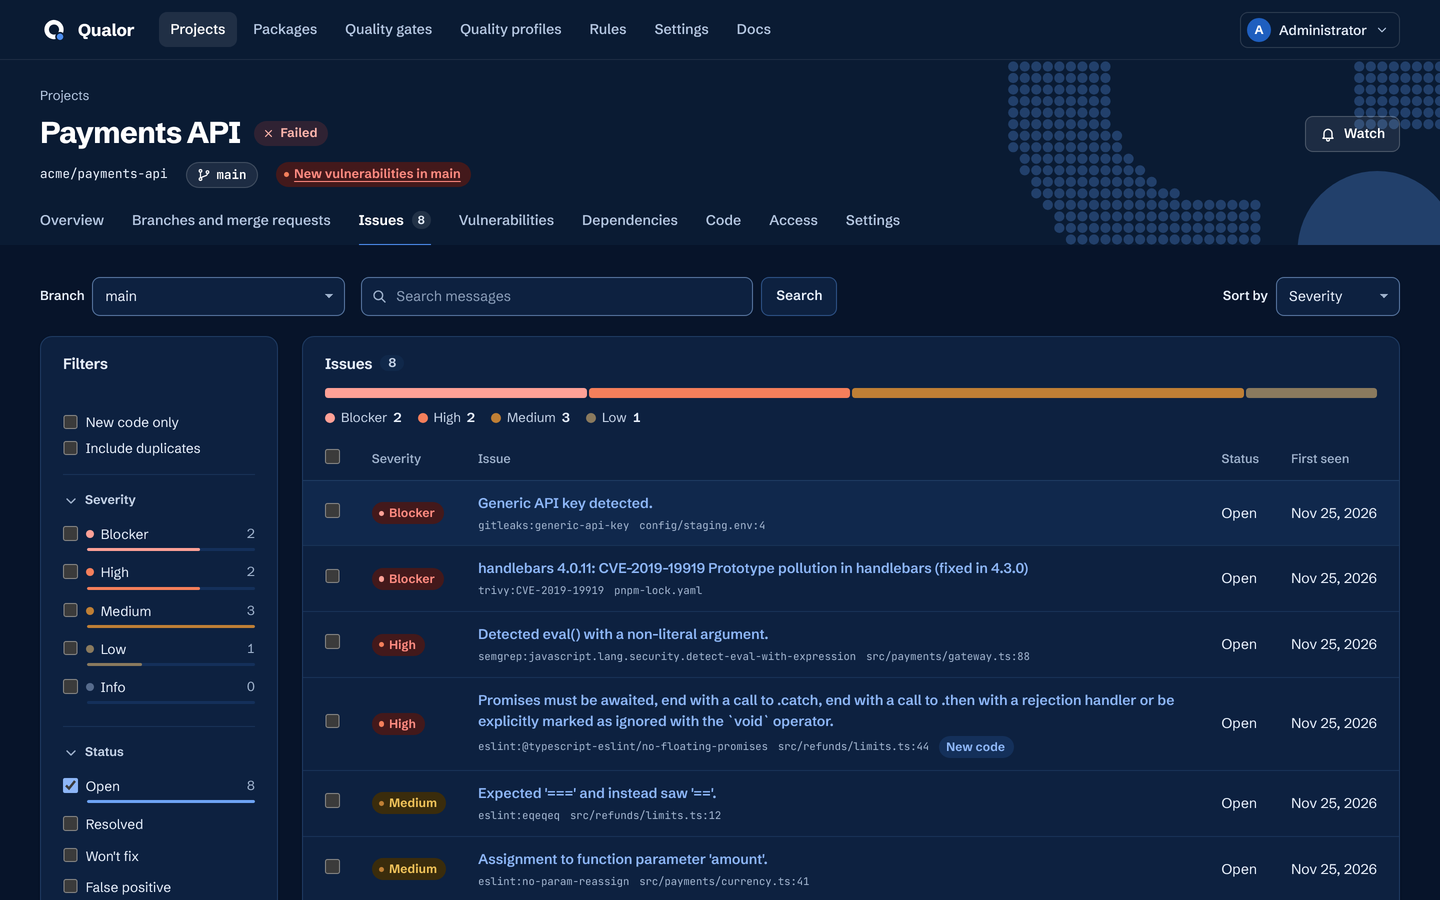 Qualor Projects Packages Quality gates Quality profiles Rules Settings Docs A Administrator
Projects
Payments API Failed
Watch
acme/payments-api main New vulnerabilities in main
Overview Branches and merge requests Issues 8 Vulnerabilities Dependencies Code Access Settings
Branch main Search messages Search Sort by Severity
Filters
New code only
Include duplicates
Severity
Blocker 2
High 2
Medium 3
Low 1
Info 0
Status
Open 8
Resolved
Won't fix
False positive
Issues 8
Blocker 2 High 2 Medium 3 Low 1
Severity Issue Status First seen
Generic API key detected.
Blocker Open Nov 25, 2026
gitleaks:generic-api-key config/staging.env:4
handlebars 4.0.11: CVE-2019-19919 Prototype pollution in handlebars (fixed in 4.3.0)
Blocker Open Nov 25, 2026
trivy:CVE-2019-19919 pnpm-lock.yaml
Detected eval() with a non-literal argument.
High Open Nov 25, 2026
semgrep:javascript.lang.security.detect-eval-with-expression src/payments/gateway.ts:88
Promises must be awaited, end with a call to .catch, end with a call to .then with a rejection handler or be
explicitly marked as ignored with the `void` operator.
High Open Nov 25, 2026
eslint:@typescript-eslint/no-floating-promises src/refunds/limits.ts:44 New code
Expected '===' and instead saw '=='.
Medium Open Nov 25, 2026
eslint:eqeqeq src/refunds/limits.ts:12
Assignment to function parameter 'amount'.
Medium Open Nov 25, 2026
eslint:no-param-reassign src/payments/currency.ts:41